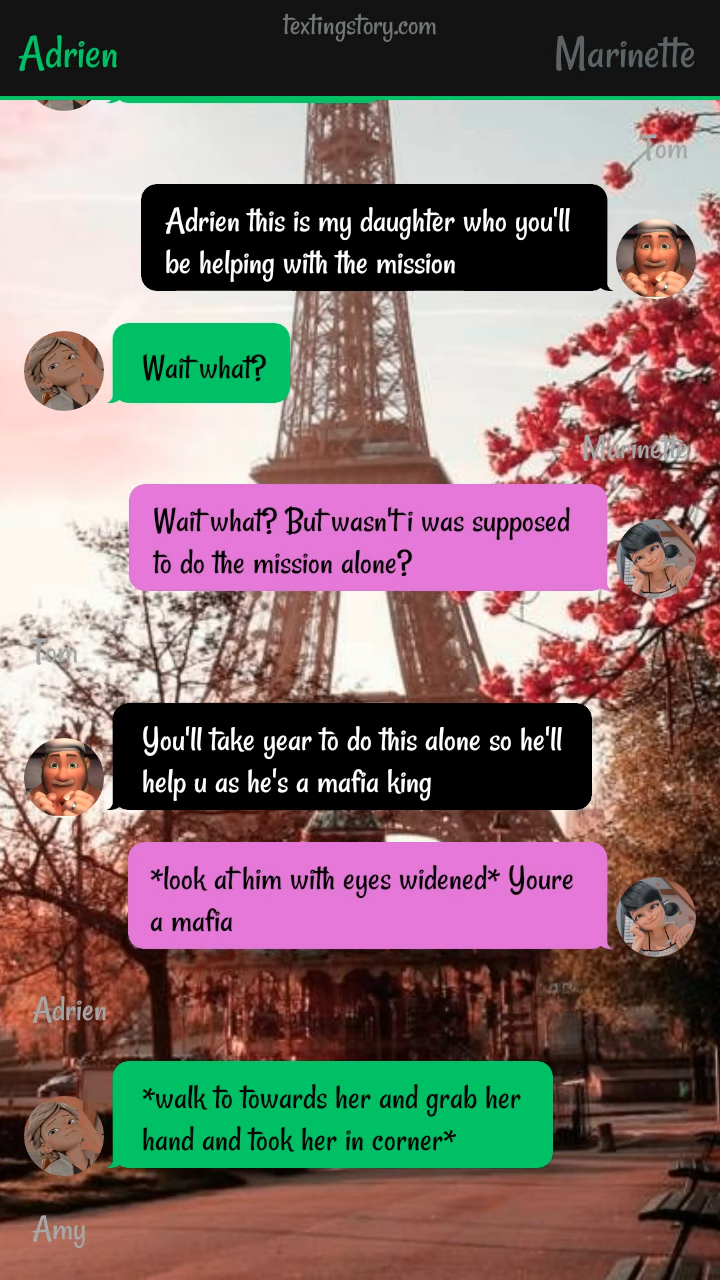 textingstory.com
Adrien
Marinette
Tom
Adrien this is my daughter who you'll
be helping with the mission
Wait what?
Marinette
Wait what? But wasn't i was supposed
to do the mission alone?
Tom
You'll take year to do this alone so he'll
help u as he's a mafia king
*look at him with eyes widened* Youre
a mafia
Adrien
*walk to towards her and grab her
hand and took her in corner*
Amy